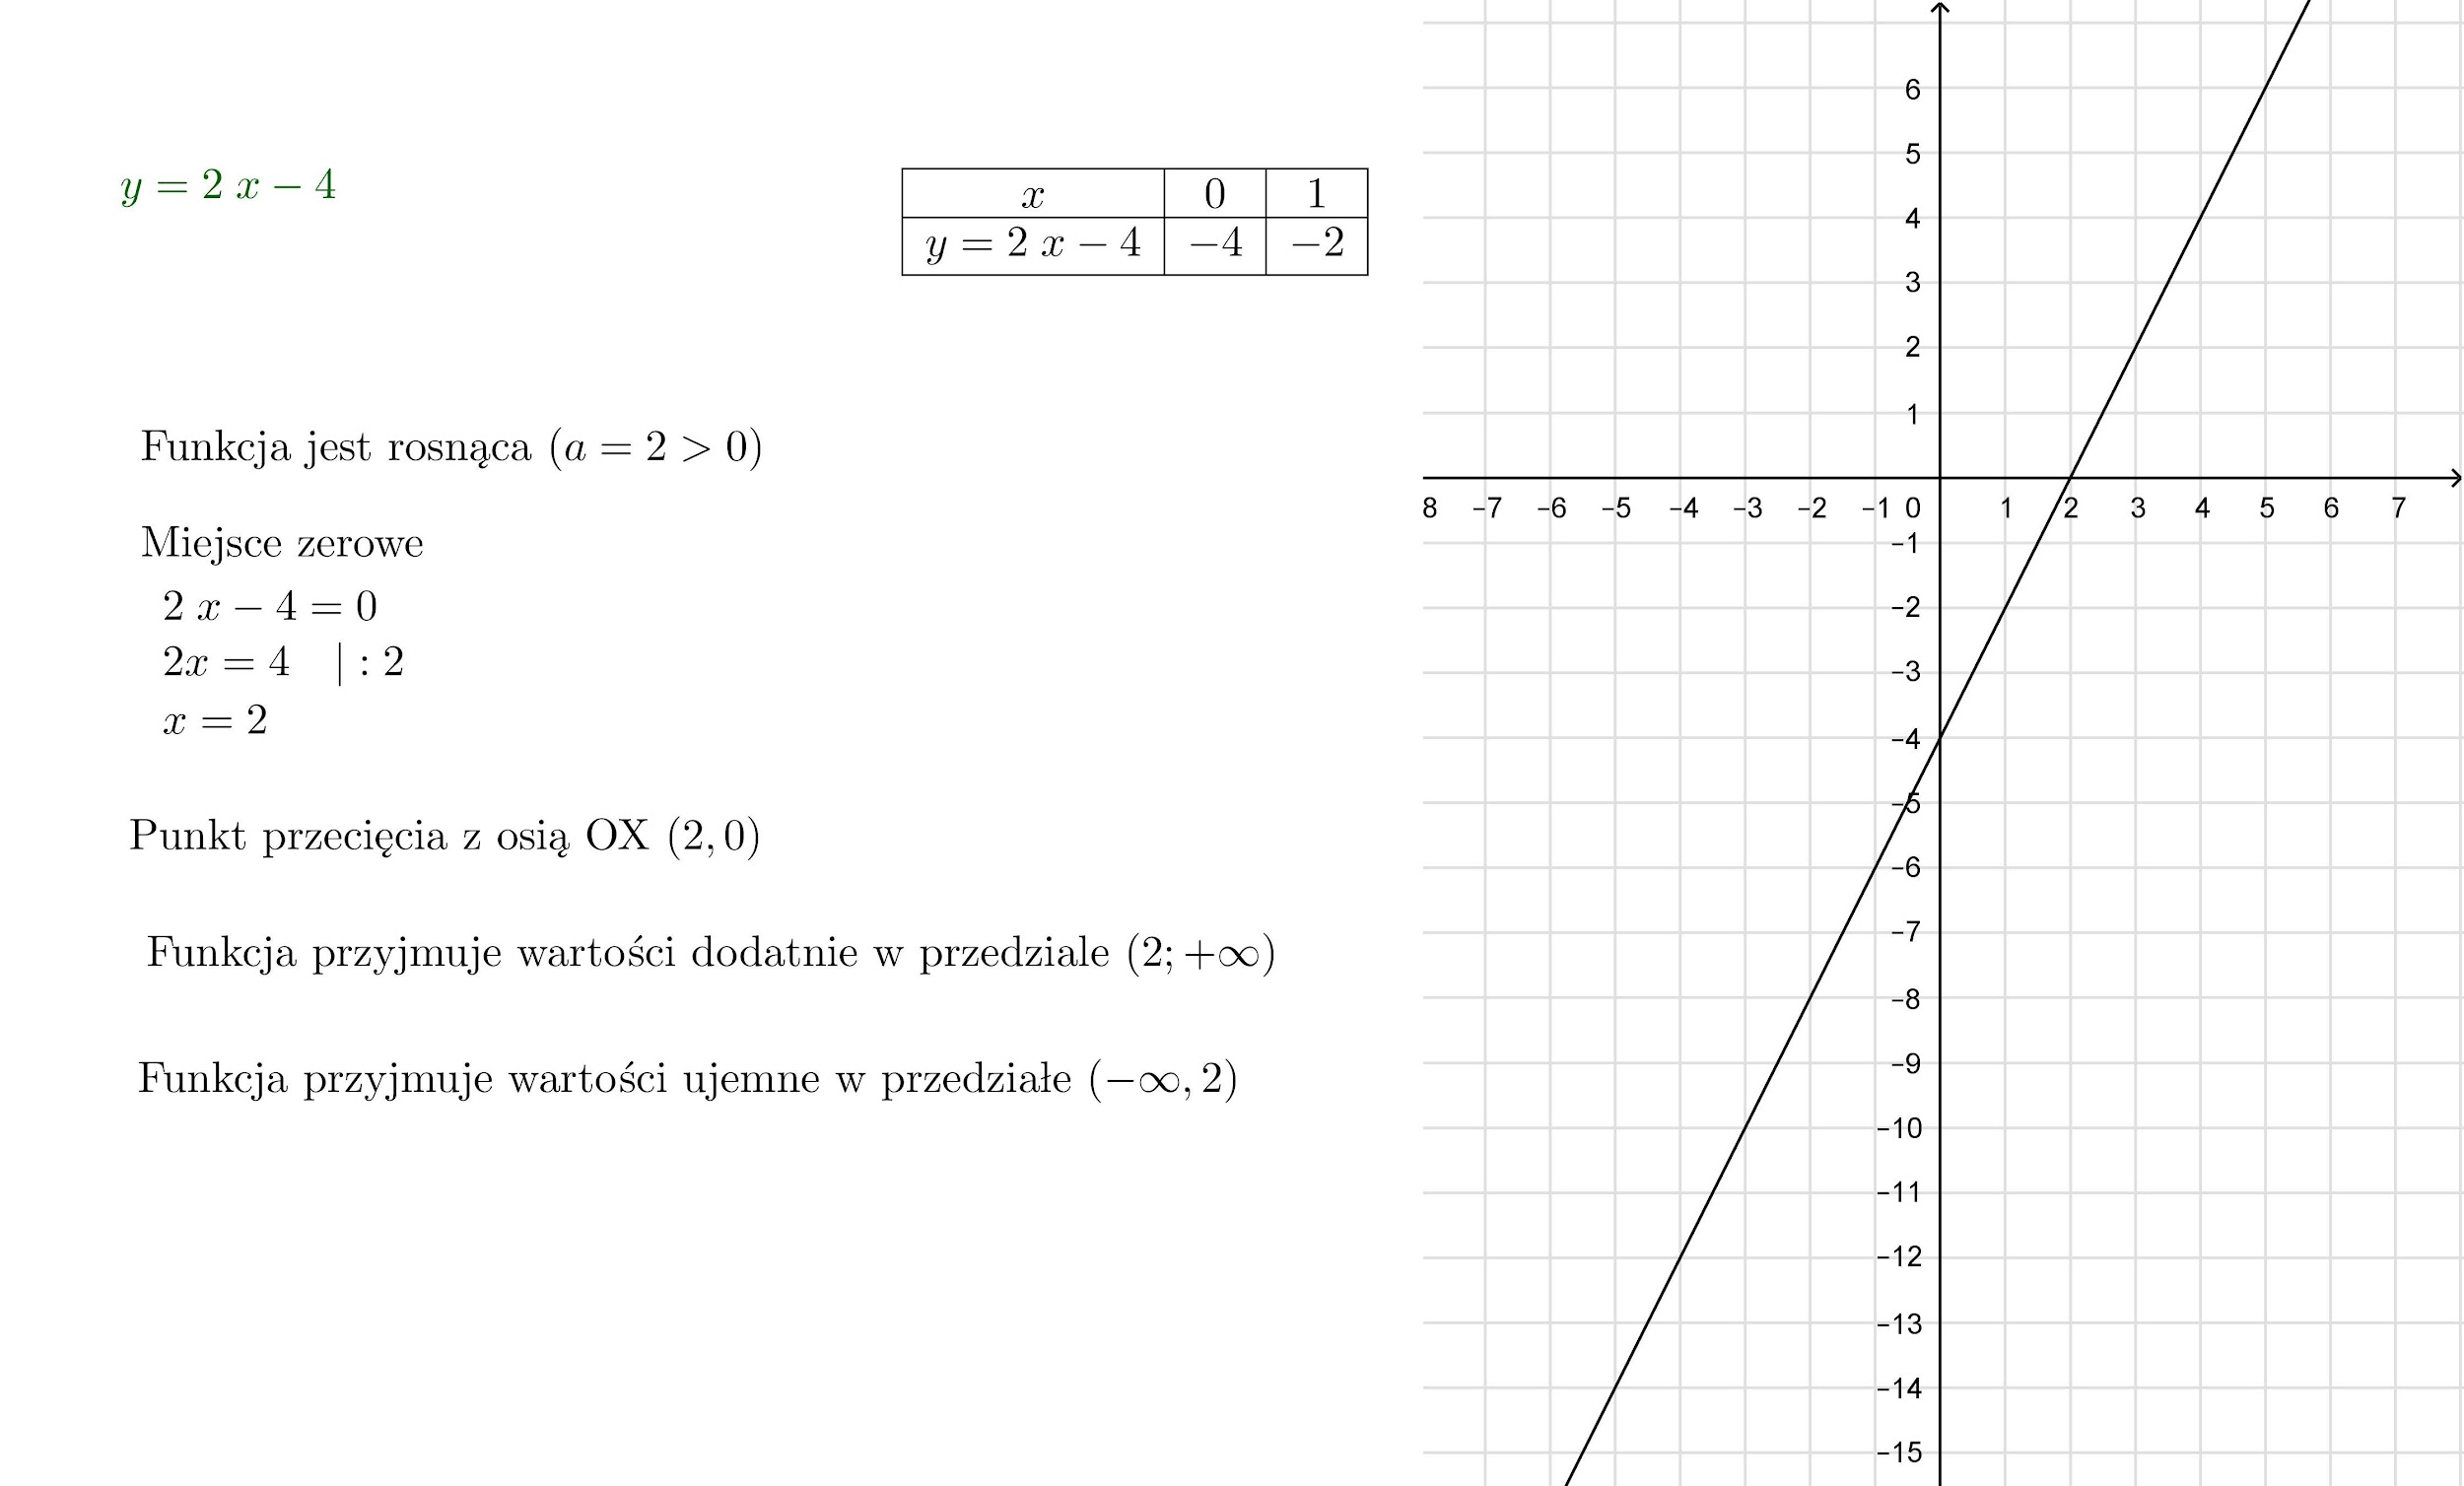 y = 2 x − 4
x 0 1
y = 2 x − 4 −4 −2
Funkcja jest rosnąca (a = 2 > 0)
Miejsce zerowe
2 x − 4 = 0
2x = 4 | : 2
x = 2
Punkt przecięcia z osią OX (2, 0)
Funkcja przyjmuje wartości dodatnie w przedziale (2; +∞)
Funkcja przyjmuje wartości ujemne w przedziałe (−∞, 2)
6
5
4
3
2
1
8 −7 −6 −5 −4 −3 −2 −1 0 1 2 3 4 5 6 7
−1
−2
−3
−4
−5
−6
−7
−8
−9
−10
−11
−12
−13
−14
−15